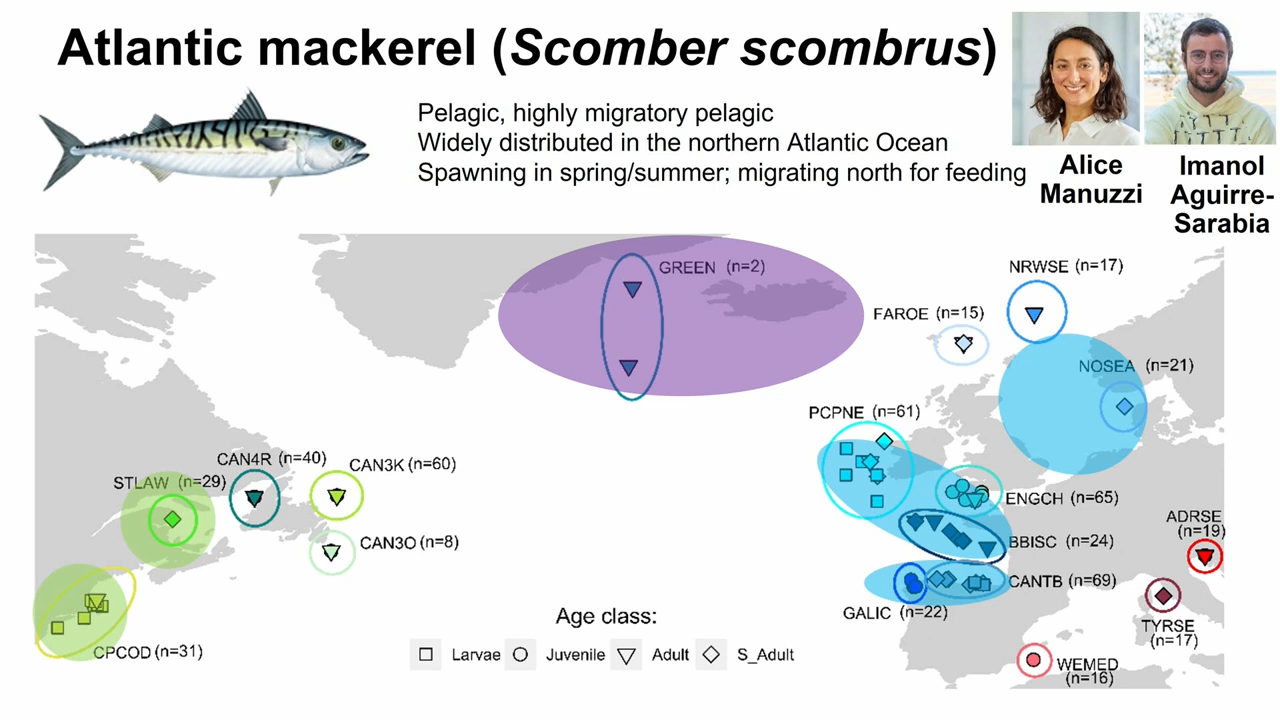 Atlantic mackerel (Scomber scombrus)
Pelagic, highly migratory pelagic
Widely distributed in the northern Atlantic Ocean
Spawning in spring/summer; migrating north for feeding
Alice
Manuzzi
Imanol
Aguirre-
Sarabia
GREEN (n=2)
NRWSE (n=17)
FAROE (n=15)
NOSEA (n=21)
PCPNE (n=61)
CAN4R (n=40)
CAN3K (n=60)
STLAW (n=29)
ENGCH (n=65)
ADRSE
(n=19)
CAN3O (n=8)
BBISC (n=24)
CANTB (n=69)
GALIC (n=22)
TYRSE
(n=17)
CPCOD (n=31)
WEMED
(n=16)
Age class:
Larvae
Juvenile
Adult
S_Adult